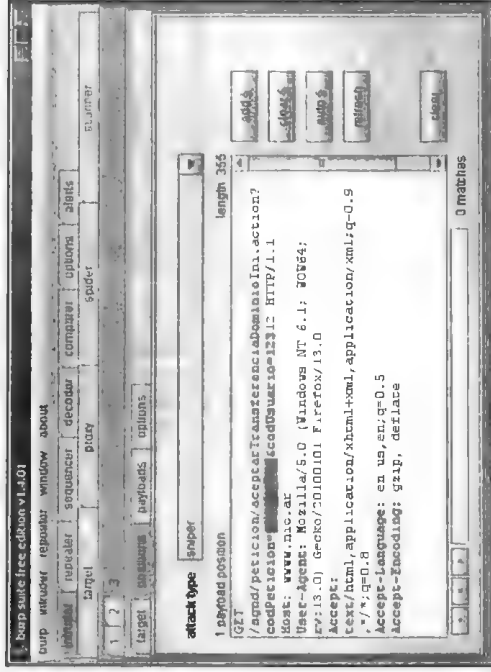 burp suite free edition v1.4.01
burp intruder repeater window about
intruder repeater sequencer decoder comparer options alerts
target proxy spider scanner
1 2 3
target positions payloads options
attack type sniper
1 payload position length 355
GET
/sgnd/peticion/aceptarTransferenciaDominioIni.action?
codPeticion= &codUsuario=12312 HTTP/1.1
Host: www.nic.ar
User-Agent: Mozilla/5.0 (Windows NT 6.1; WOW64;
rv:13.0) Gecko/20100101 Firefox/13.0
Accept:
text/html,application/xhtml+xml,application/xml;q=0.9
,*/*;q=0.8
Accept-Language: en us,en;q=0.5
Accept-Encoding: gzip, deflate
add §
clear §
auto §
refresh
clear
0 matches